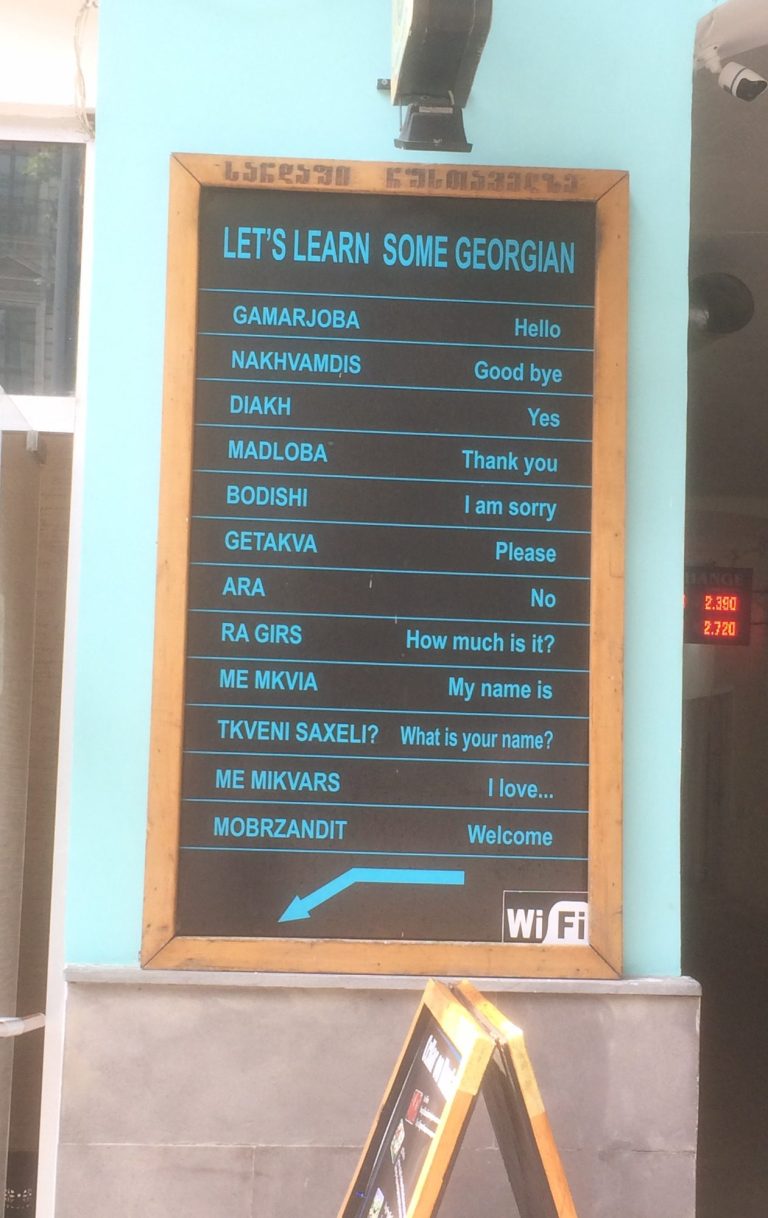 LET'S LEARN SOME GEORGIAN
GAMARJOBA Hello
NAKHVAMDIS Good bye
DIAKH Yes
MADLOBA Thank you
BODISHI I am sorry
GETAKVA Please
ARA No
RA GIRS How much is it?
ME MKVIA My name is
TKVENI SAXELI? What is your name?
ME MIKVARS I love...
MOBRZANDIT Welcome
Wi Fi
2.390
2.720